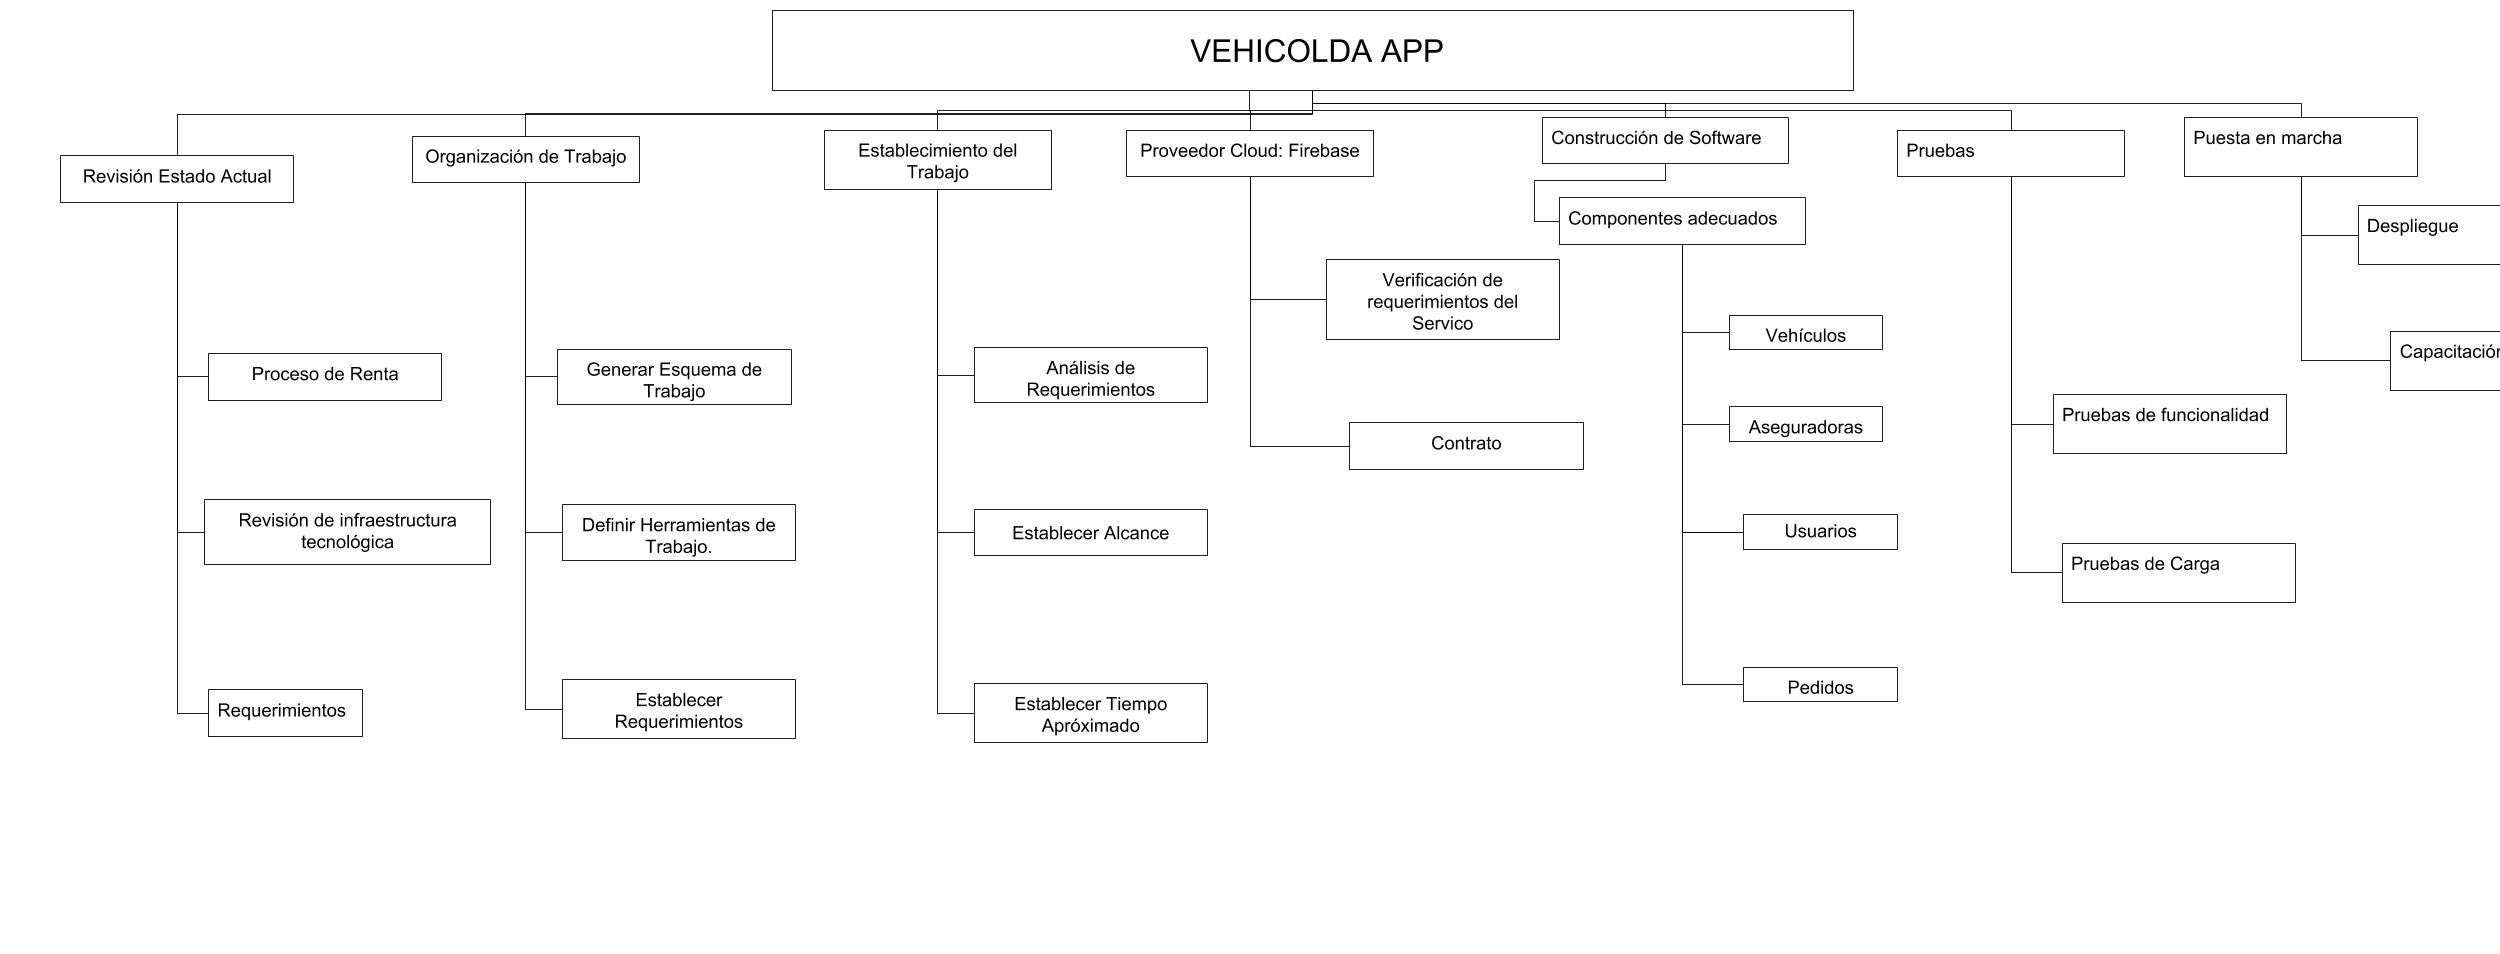 VEHICOLDA APP
Revisión Estado Actual
Proceso de Renta
Revisión de infraestructura
tecnológica
Requerimientos
Organización de Trabajo
Generar Esquema de
Trabajo
Definir Herramientas de
Trabajo.
Establecer
Requerimientos
Establecimiento del
Trabajo
Análisis de
Requerimientos
Establecer Alcance
Establecer Tiempo
Apróximado
Proveedor Cloud: Firebase
Verificación de
requerimientos del
Servico
Contrato
Construcción de Software
Componentes adecuados
Vehículos
Aseguradoras
Usuarios
Pedidos
Pruebas
Pruebas de funcionalidad
Pruebas de Carga
Puesta en marcha
Despliegue
Capacitación